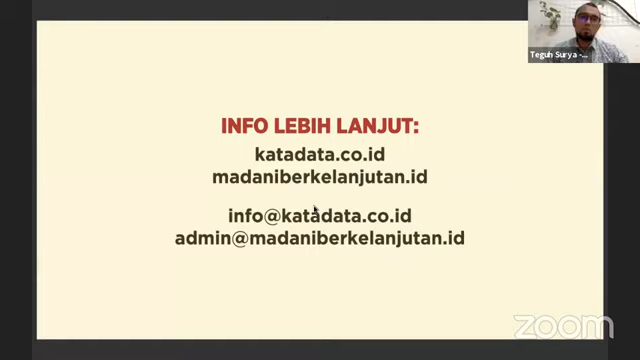 Teguh Surya -...
INFO LEBIH LANJUT:
katadata.co.id
madaniberkelanjutan.id
info@katadata.co.id
admin@madaniberkelanjutan.id
zoom